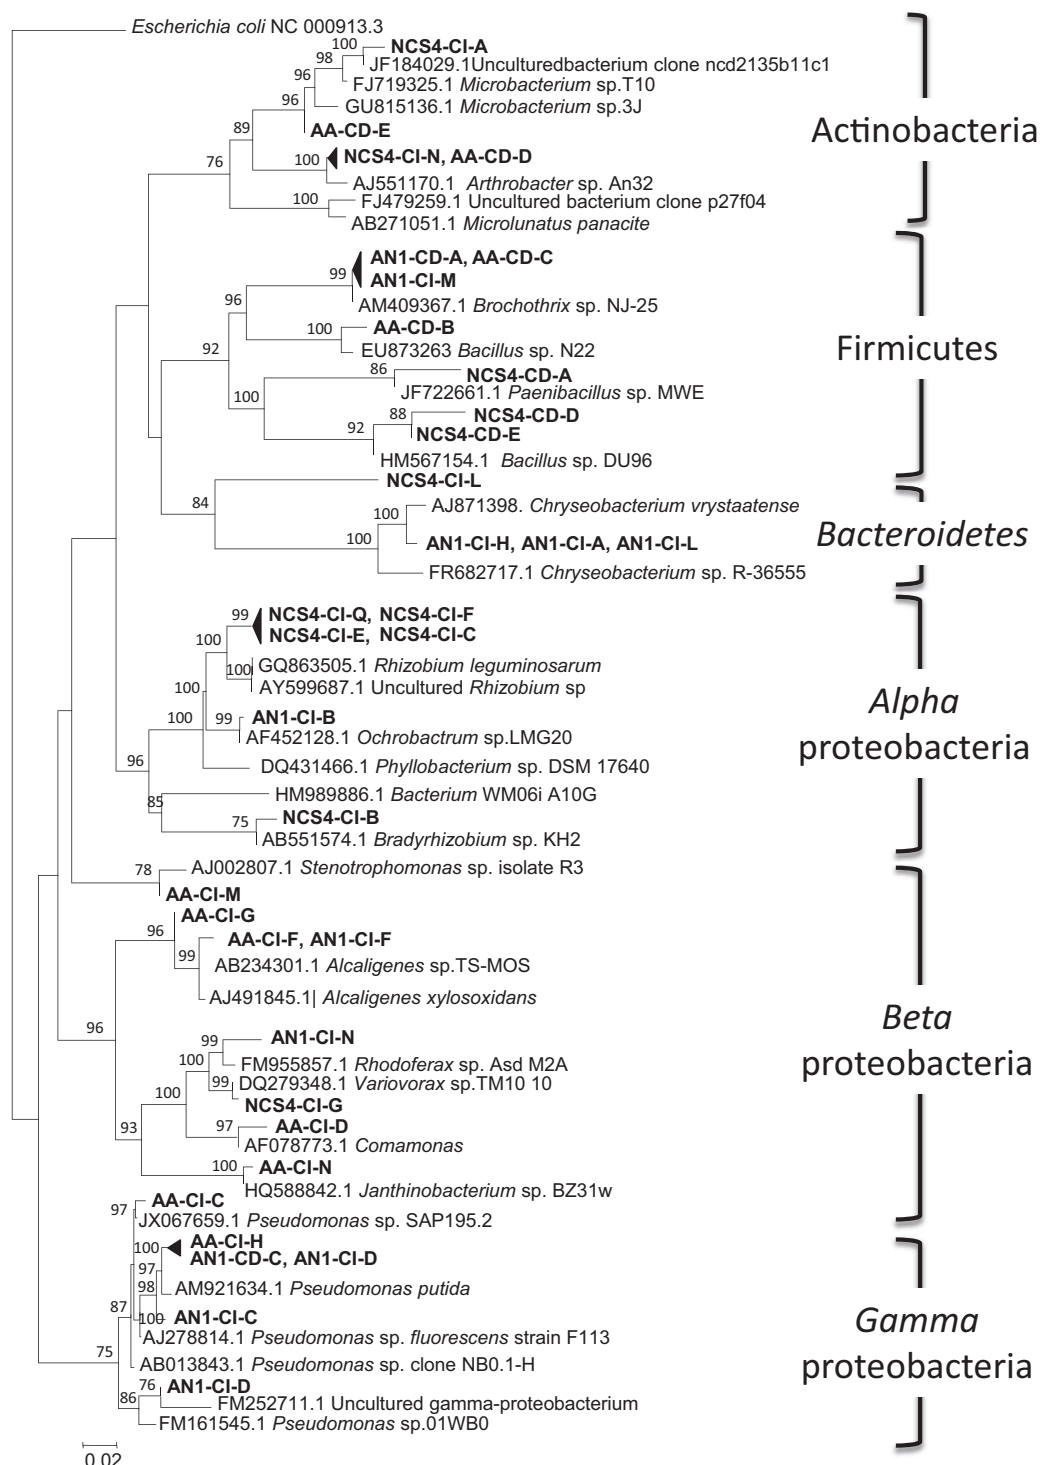 Escherichia coli NC 000913.3
100
NCS4-CI-A
98
JF184029.1Unculturedbacterium clone ncd2135b11c1
96
FJ719325.1 Microbacterium sp.T10
96
GU815136.1 Microbacterium sp.3J
89
AA-CD-E
Actinobacteria
76
100
NCS4-CI-N, AA-CD-D
AJ551170.1 Arthrobacter sp. An32
100
FJ479259.1 Uncultured bacterium clone p27f04
AB271051.1 Microlunatus panacite
AN1-CD-A, AA-CD-C
99
AN1-CI-M
96
AM409367.1 Brochothrix sp. NJ-25
100
AA-CD-B
92
EU873263 Bacillus sp. N22
Firmicutes
86
NCS4-CD-A
100
JF722661.1 Paenibacillus sp. MWE
88
NCS4-CD-D
92
NCS4-CD-E
HM567154.1 Bacillus sp. DU96
NCS4-CI-L
84
AJ871398. Chryseobacterium vrystaatense
100
Bacteroidetes
100
AN1-CI-H, AN1-CI-A, AN1-CI-L
FR682717.1 Chryseobacterium sp. R-36555
99
NCS4-CI-Q, NCS4-CI-F
100
NCS4-CI-E, NCS4-CI-C
100
GQ863505.1 Rhizobium leguminosarum
100
AY599687.1 Uncultured Rhizobium sp
Alpha
proteobacteria
100
99
AN1-CI-B
AF452128.1 Ochrobactrum sp.LMG20
96
DQ431466.1 Phyllobacterium sp. DSM 17640
85
HM989886.1 Bacterium WM06i A10G
75
NCS4-CI-B
AB551574.1 Bradyrhizobium sp. KH2
78
AJ002807.1 Stenotrophomonas sp. isolate R3
AA-CI-M
AA-CI-G
96
AA-CI-F, AN1-CI-F
99
AB234301.1 Alcaligenes sp.TS-MOS
AJ491845.1| Alcaligenes xylosoxidans
Beta
proteobacteria
96
99
AN1-CI-N
100
FM955857.1 Rhodoferax sp. Asd M2A
99
DQ279348.1 Variovorax sp.TM10 10
100
NCS4-CI-G
93
97
AA-CI-D
AF078773.1 Comamonas
100
AA-CI-N
HQ588842.1 Janthinobacterium sp. BZ31w
97
AA-CI-C
JX067659.1 Pseudomonas sp. SAP195.2
100
AA-CI-H
AN1-CD-C, AN1-CI-D
97
98
AM921634.1 Pseudomonas putida
87
100
AN1-CI-C
AJ278814.1 Pseudomonas sp. fluorescens strain F113
Gamma
proteobacteria
75
AB013843.1 Pseudomonas sp. clone NB0.1-H
76
AN1-CI-D
86
FM252711.1 Uncultured gamma-proteobacterium
FM161545.1 Pseudomonas sp.01WB0
0.02